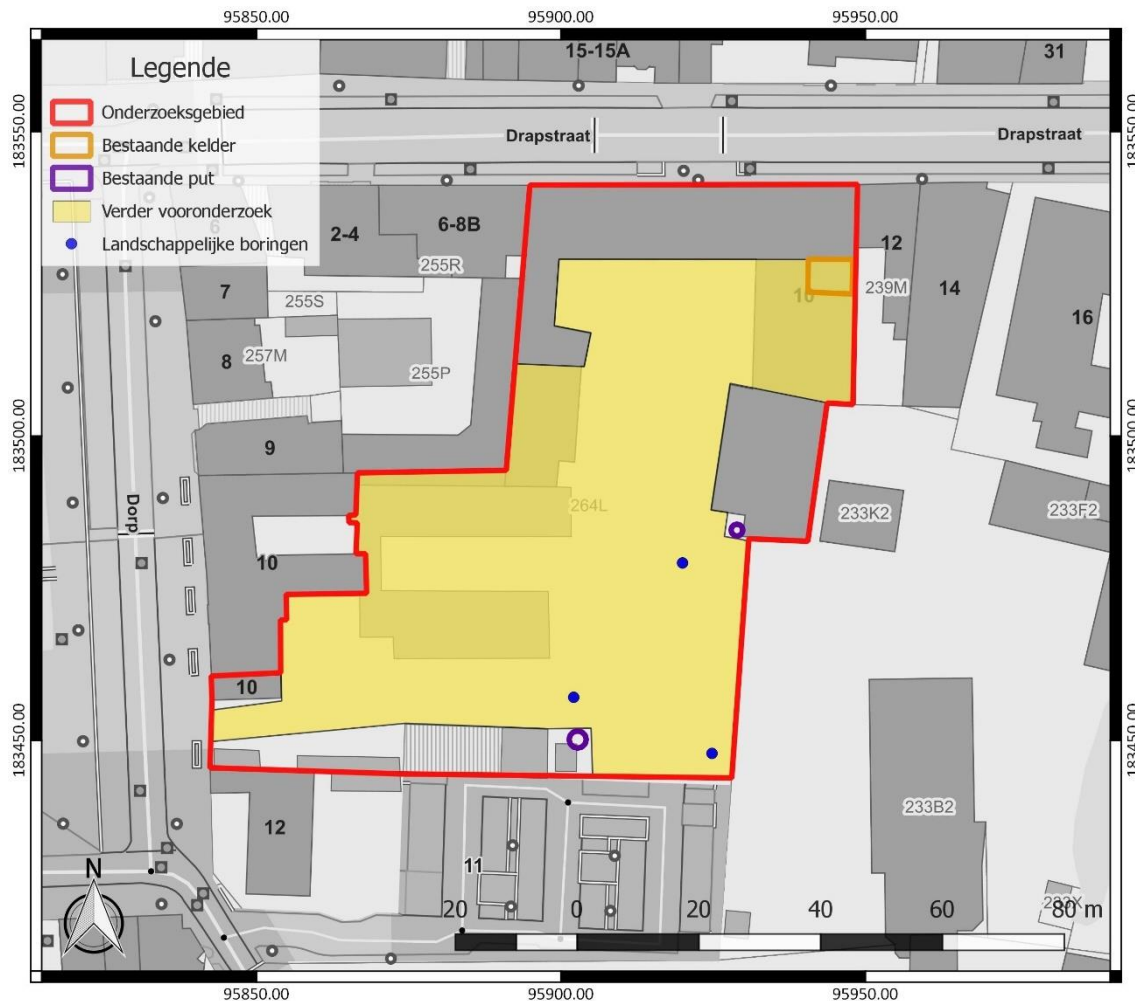 95850.00 95900.00 95950.00
15-15A 31
Legende
Onderzoeksgebied
Bestaande kelder
Bestaande put
Verder vooronderzoek
Landschappelijke boringen
183550.00 183550.00
Drapstraat Drapstraat
6 2-4 6-8B 12
255R
239M
7 255S 10 14 16
8 257M
255P
183500.00 183500.00
9
264L 233K2 233F2
Dorp
10
10
183450.00 183450.00
12 233B2
11
N
20 0 20 40 60 80 m
95850.00 95900.00 95950.00